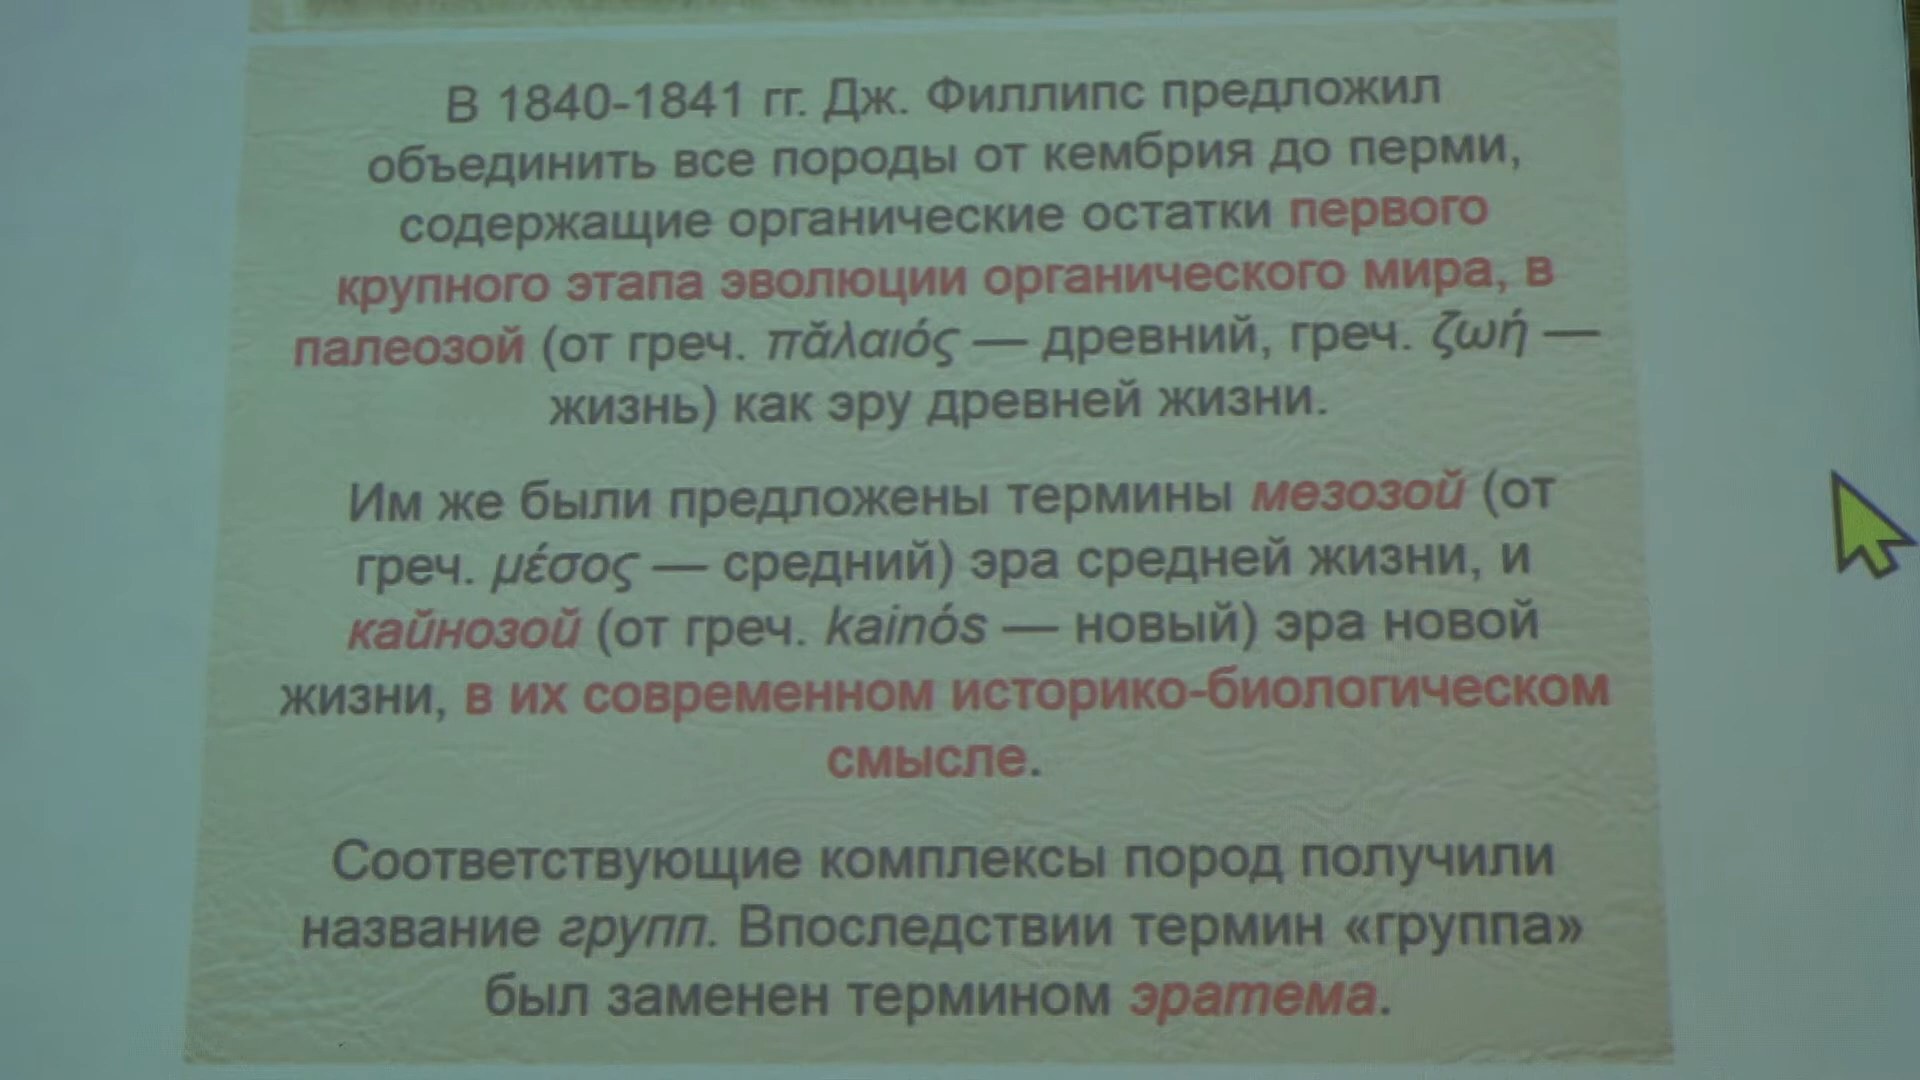 В 1840-1841 гг. Дж. Филлипс предложил
объединить все породы от кембрия до перми,
содержащие органические остатки первого
крупного этапа эволюции органического мира, в
палеозой (от греч. πᾰλαιός — древний, греч. ζωή —
жизнь) как эру древней жизни.
Им же были предложены термины мезозой (от
греч. μέσος — средний) эра средней жизни, и
кайнозой (от греч. kainós — новый) эра новой
жизни, в их современном историко-биологическом
смысле.
Соответствующие комплексы пород получили
название групп. Впоследствии термин «группа»
был заменен термином эратема.